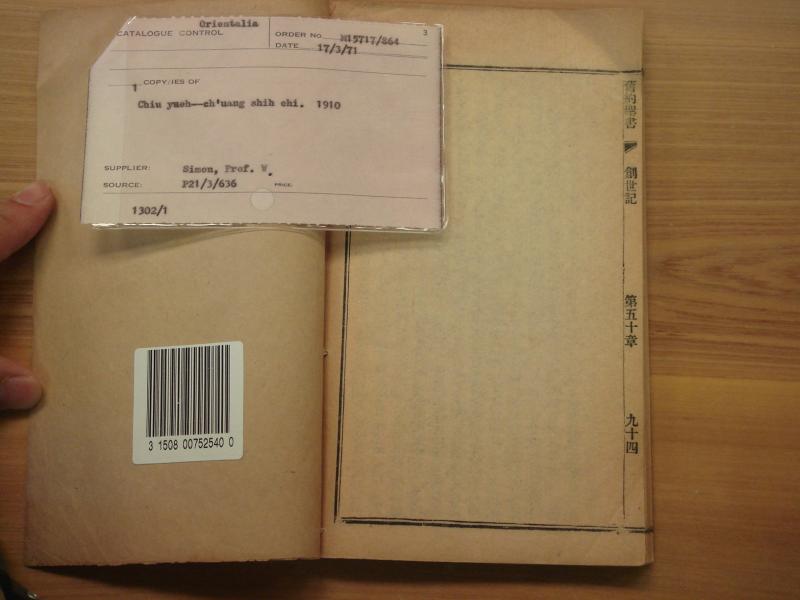 Orientalia
CATALOGUE CONTROL
ORDER No. M15717/864
3
DATE 17/3/71
1 COPY/IES OF
Chiu yueh--ch'uang shih chi. 1910
SUPPLIER: Simon, Prof. W.
SOURCE: P21/3/636
PRICE:
1302/1
舊約聖書
創世記
第五十章
九十四
3 1508 00752540 0